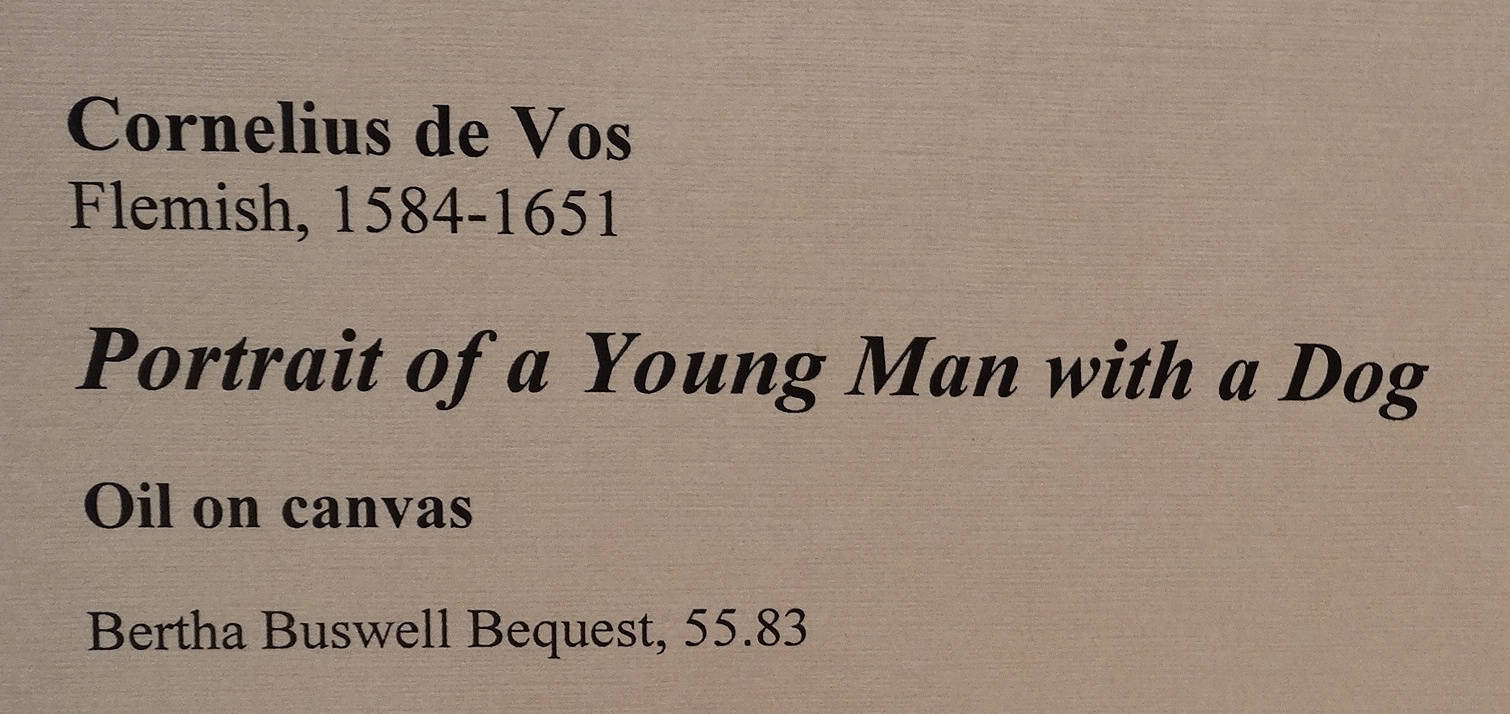 Cornelius de Vos
Flemish, 1584-1651
Portrait of a Young Man with a Dog
Oil on canvas
Bertha Buswell Bequest, 55.83